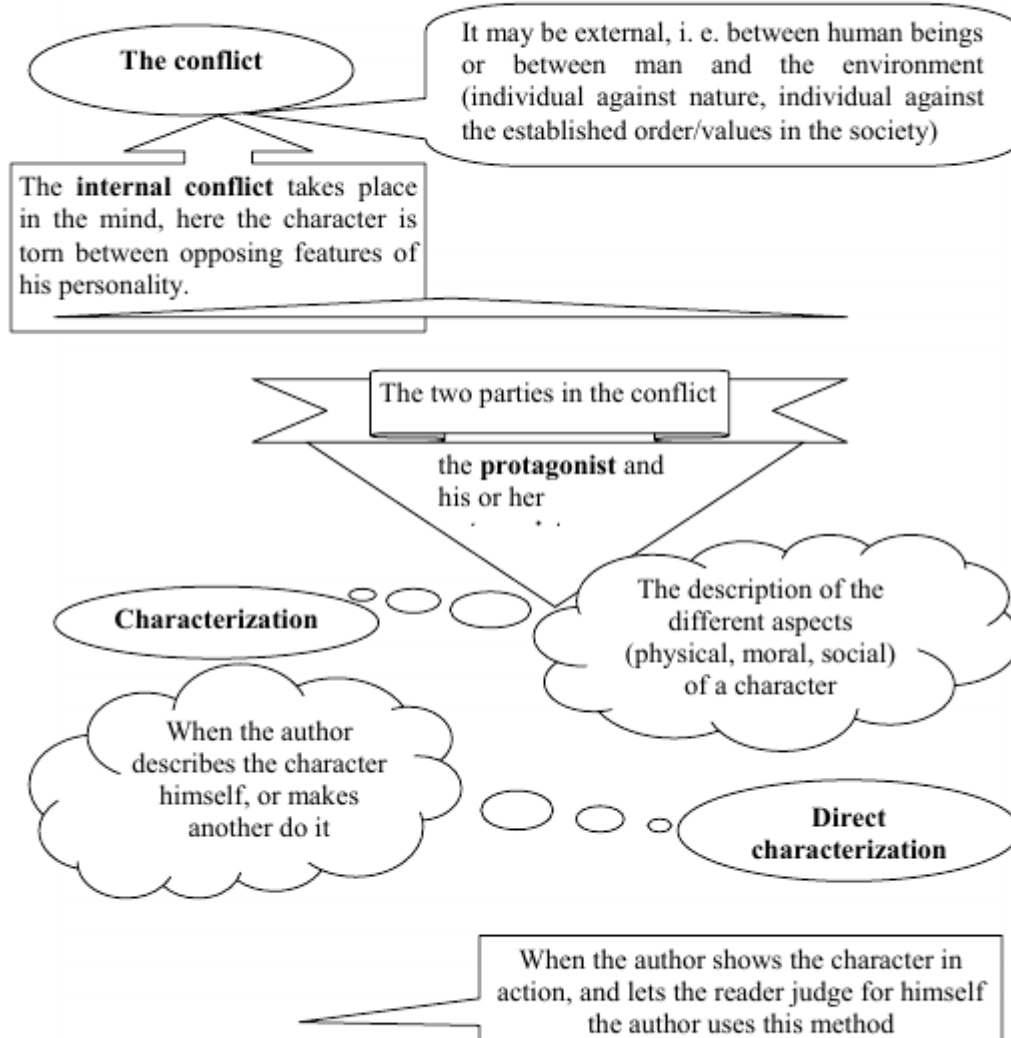 The conflict
It may be external, i. e. between human beings
or between man and the environment
(individual against nature, individual against
the established order/values in the society)
The internal conflict takes place
in the mind, here the character is
torn between opposing features of
his personality.
The two parties in the conflict
the protagonist and
his or her
Characterization
The description of the
different aspects
(physical, moral, social)
of a character
When the author
describes the character
himself, or makes
another do it
Direct
characterization
When the author shows the character in
action, and lets the reader judge for himself
the author uses this method